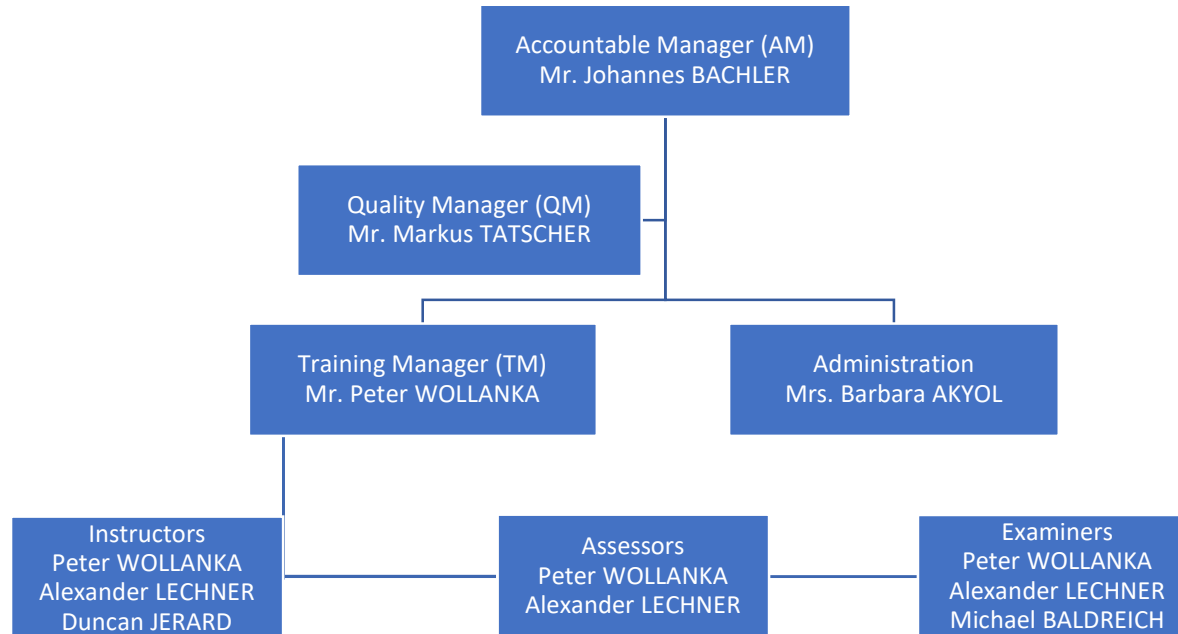 Accountable Manager (AM)
Mr. Johannes BACHLER
Quality Manager (QM)
Mr. Markus TATSCHER
Training Manager (TM)
Mr. Peter WOLLANKA
Administration
Mrs. Barbara AKYOL
Instructors
Peter WOLLANKA
Alexander LECHNER
Duncan JERARD
Assessors
Peter WOLLANKA
Alexander LECHNER
Examiners
Peter WOLLANKA
Alexander LECHNER
Michael BALDREICH